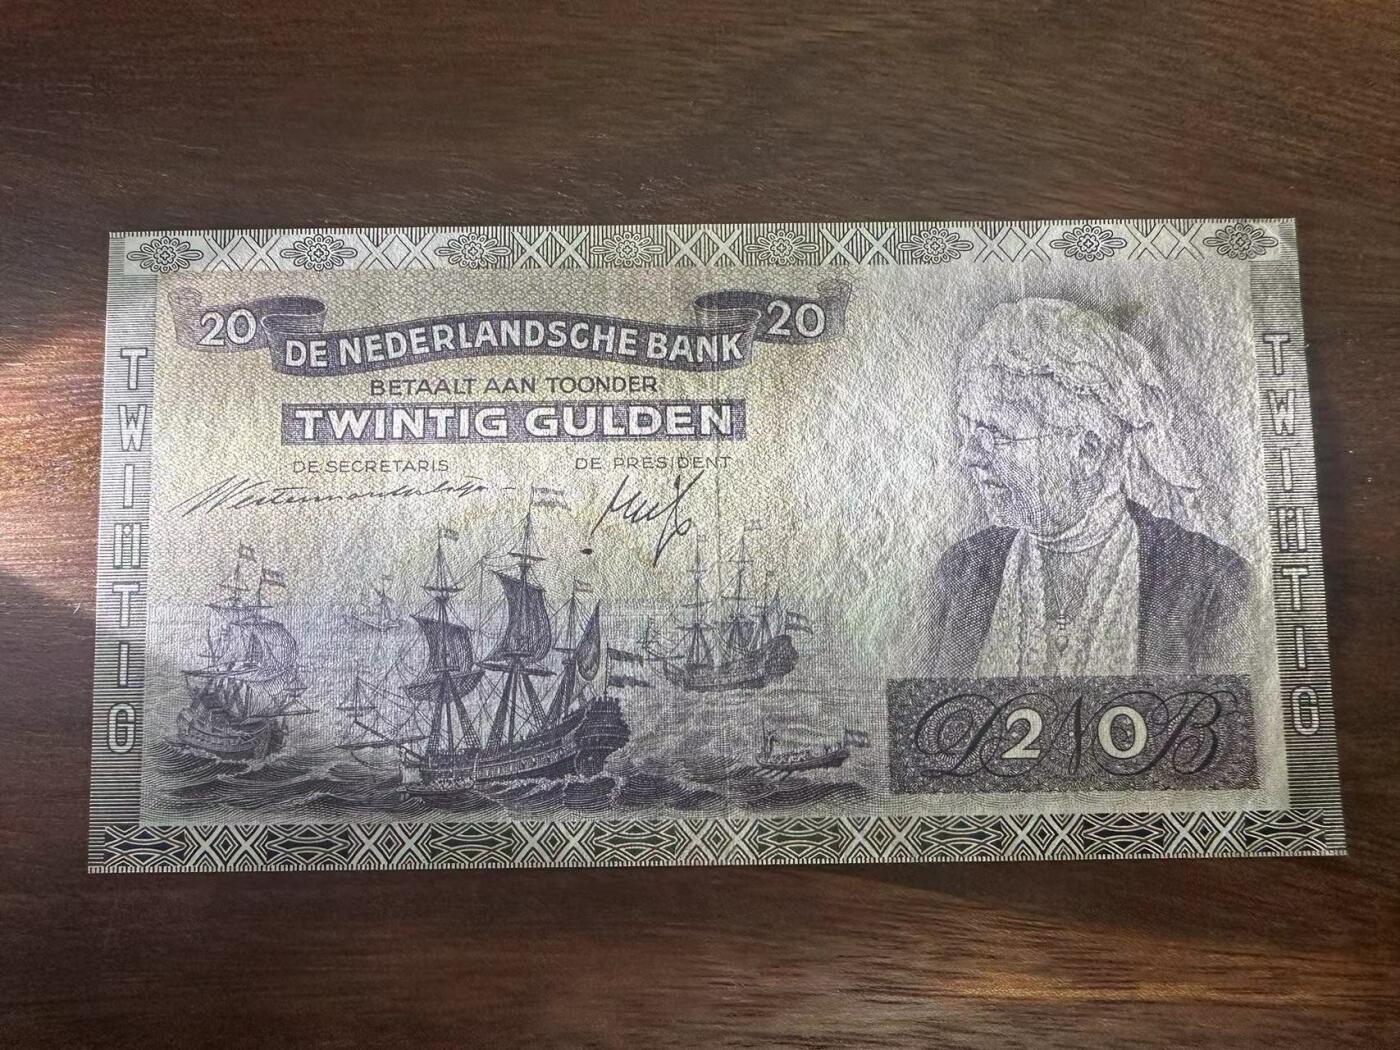 20 DE NEDERLANDSCHE BANK 20
BETAALT AAN TOONDER
TWINTIG GULDEN
DE SECRETARIS DE PRESIDENT
TWINTIG
TWINTIG
DNB
20